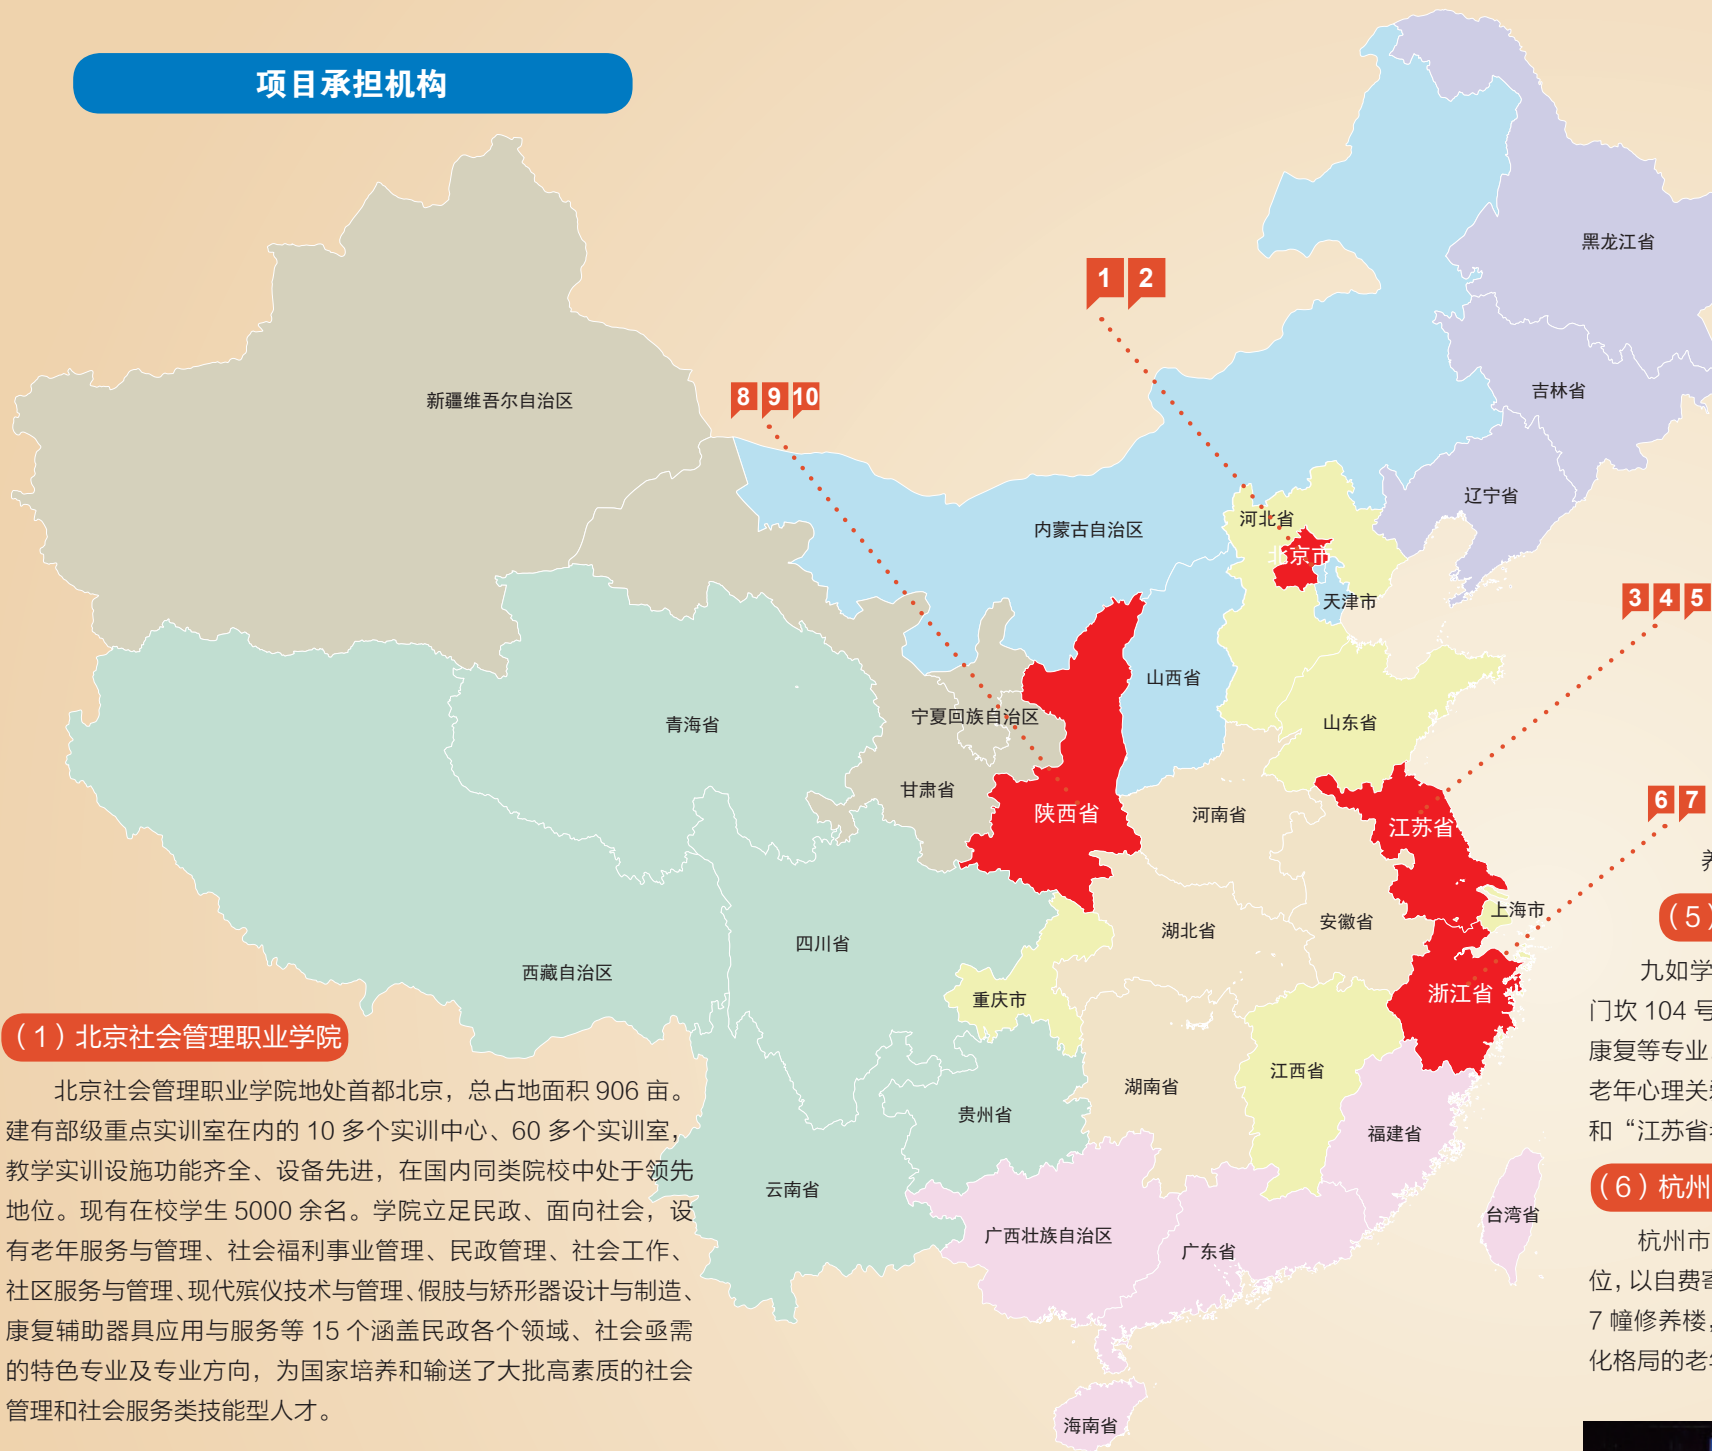 项目承担机构
黑龙江省
1 2
吉林省
8 9 10
新疆维吾尔自治区
辽宁省
河北省
内蒙古自治区
北京市
天津市
3 4 5
山西省
宁夏回族自治区
青海省
山东省
甘肃省
陕西省
河南省
江苏省
6 7
养
上海市
(5)
安徽省
湖北省
四川省
九如学
西藏自治区
浙江省
重庆市
门坎 104 号
(1)北京社会管理职业学院
康复等专业
江西省
湖南省
北京社会管理职业学院地处首都北京，总占地面积 906 亩。
老年心理关
贵州省
建有部级重点实训室在内的 10 多个实训中心、60 多个实训室，
福建省
和“江苏省
教学实训设施功能齐全、设备先进，在国内同类院校中处于领先
云南省
(6)杭州
地位。现有在校学生 5000 余名。学院立足民政、面向社会，设
台湾省
广西壮族自治区
广东省
杭州市
有老年服务与管理、社会福利事业管理、民政管理、社会工作、
位，以自费
社区服务与管理、现代殡仪技术与管理、假肢与矫形器设计与制造、
7 幢修养楼，
康复辅助器具应用与服务等 15 个涵盖民政各个领域、社会亟需
化格局的老
的特色专业及专业方向，为国家培养和输送了大批高素质的社会
管理和社会服务类技能型人才。
海南省